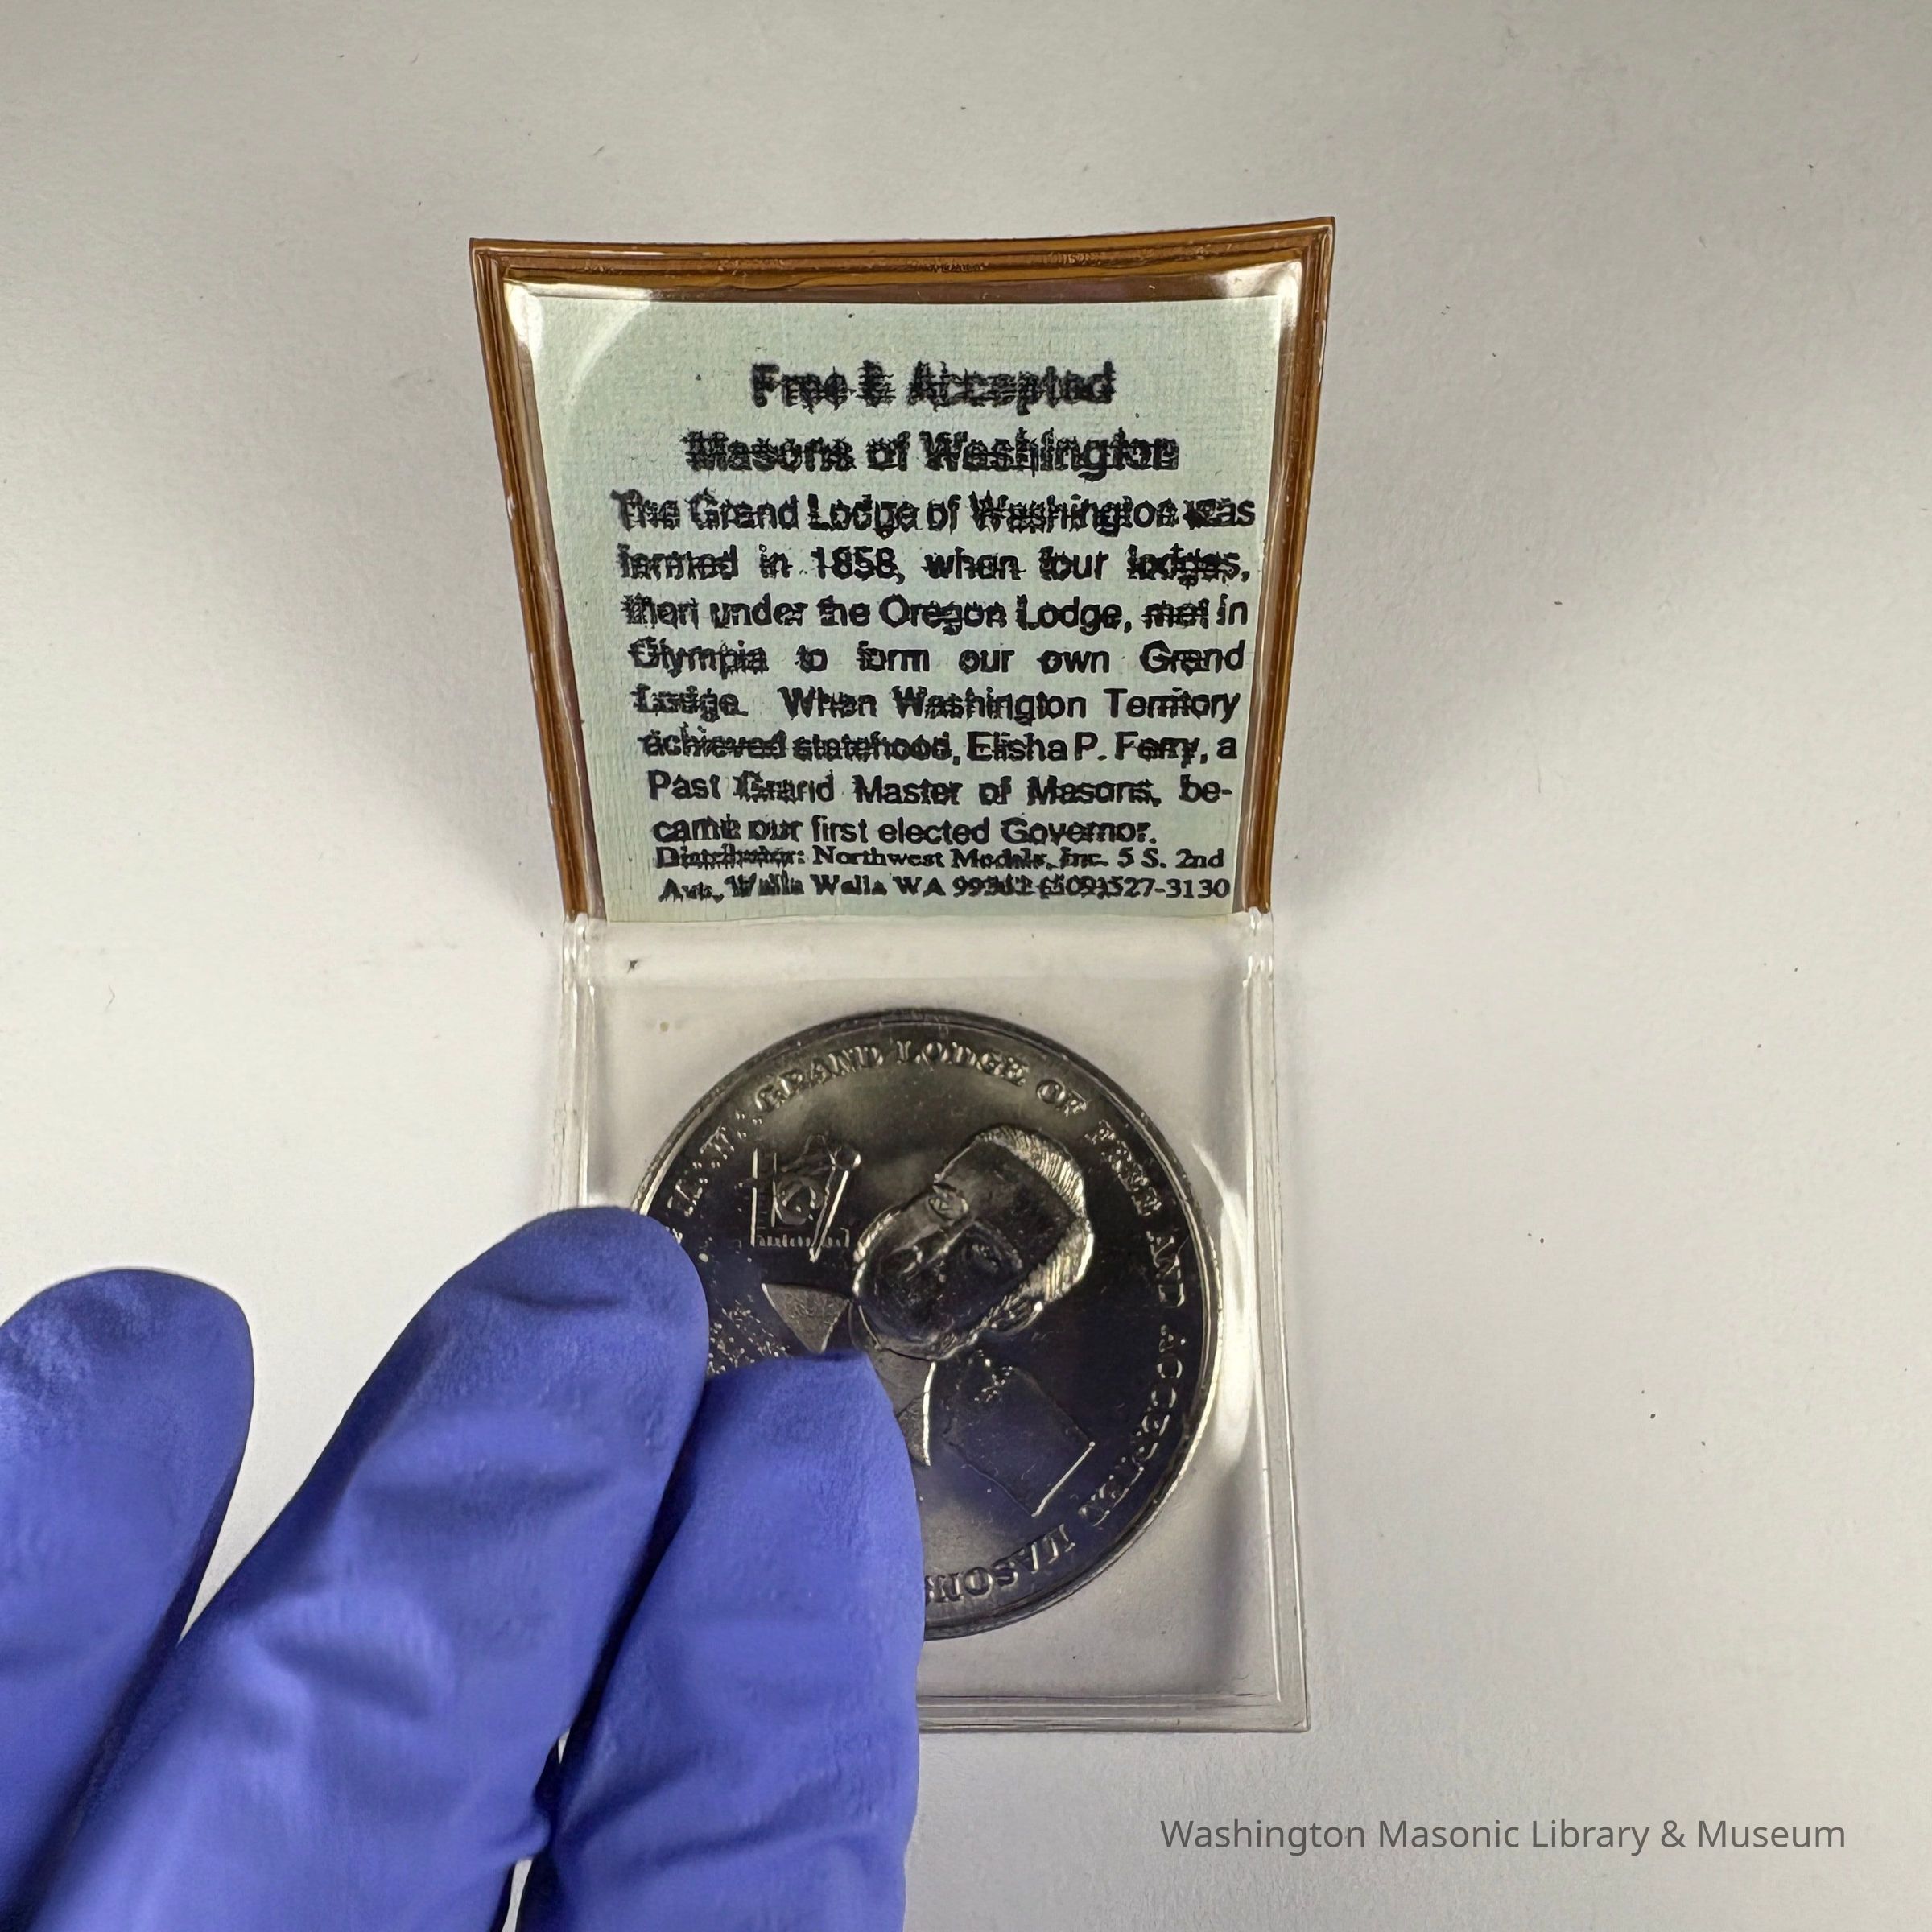 Free & Accepted
Masons of Washington
The Grand Lodge of Washington was
formed in 1858, when four lodges,
then under the Oregon Lodge, met in
Olympia to form our own Grand
Lodge. When Washington Territory
achieved statehood, Elisha P. Ferry, a
Past Grand Master of Masons, be-
came our first elected Governor.
Distributor: Northwest Medals, Inc. 5 S. 2nd
Ave, Walla Walla WA 99362 (509)527-3130
GRAND LODGE OF FREE AND ACCEPTED MASON
Washington Masonic Library & Museum